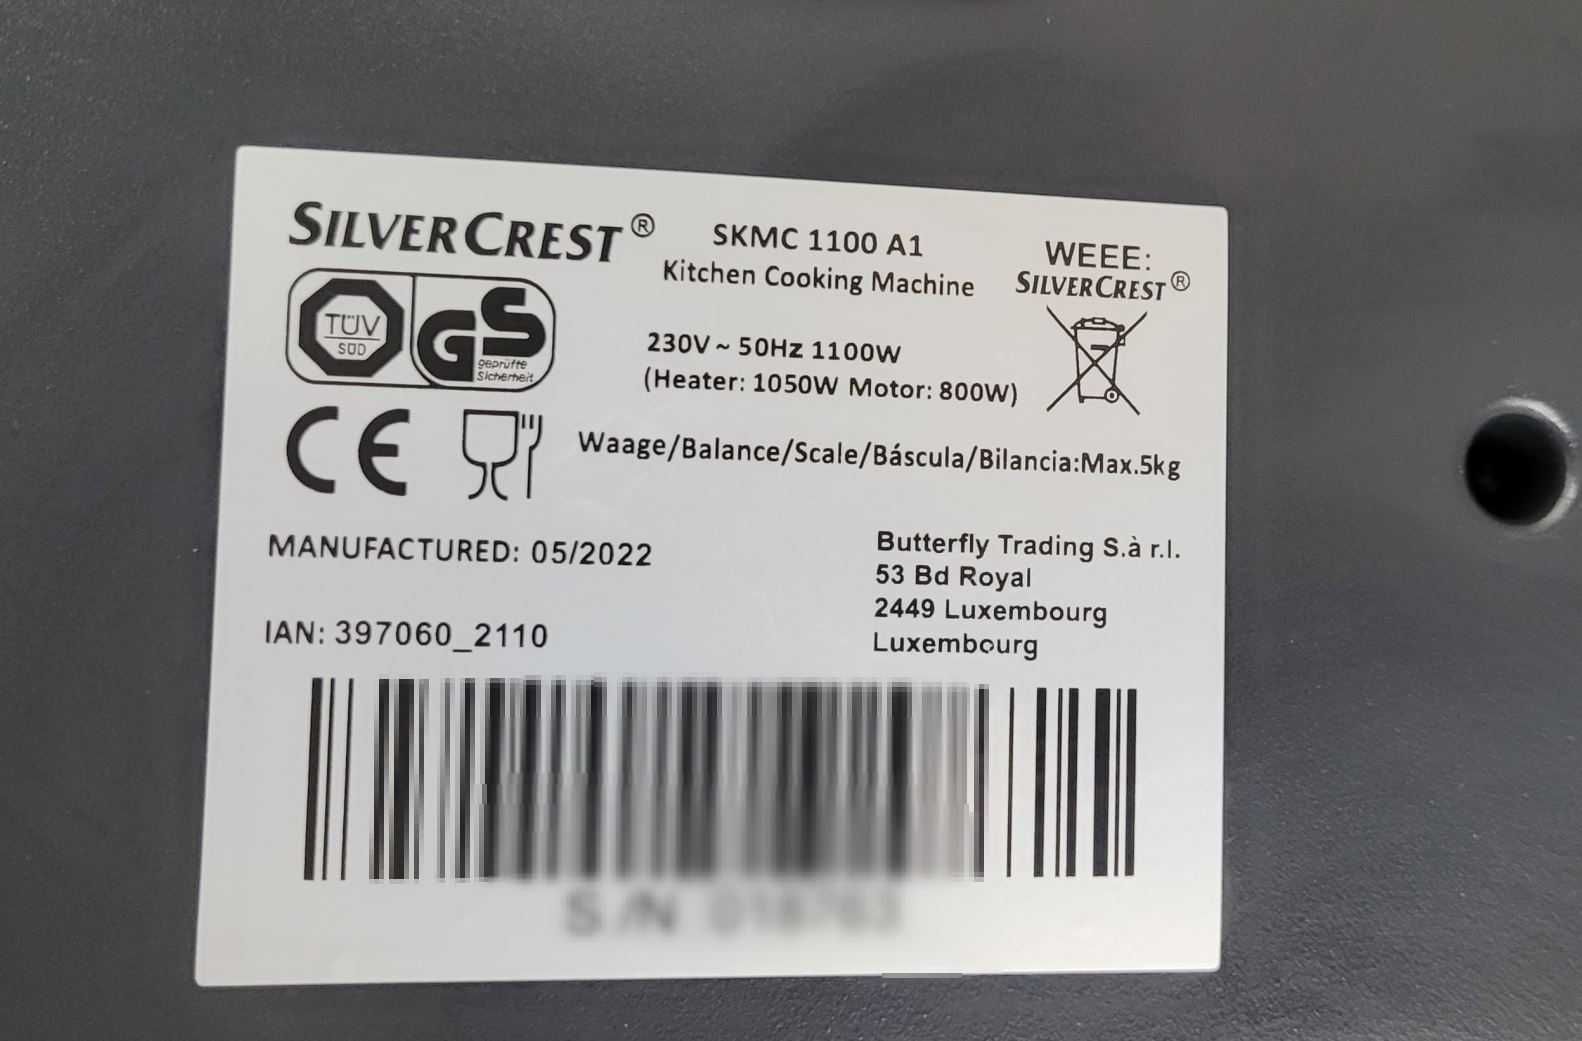 SILVERCREST®
SKMC 1100 A1
Kitchen Cooking Machine
WEEE:
SILVERCREST®
TÜV
SÜD
GS
geprüfte
Sicherheit
230V ~ 50Hz 1100W
(Heater: 1050W Motor: 800W)
CE
Waage/Balance/Scale/Báscula/Bilancia:Max.5kg
MANUFACTURED: 05/2022
IAN: 397060_2110
Butterfly Trading S.à r.l.
53 Bd Royal
2449 Luxembourg
Luxembourg